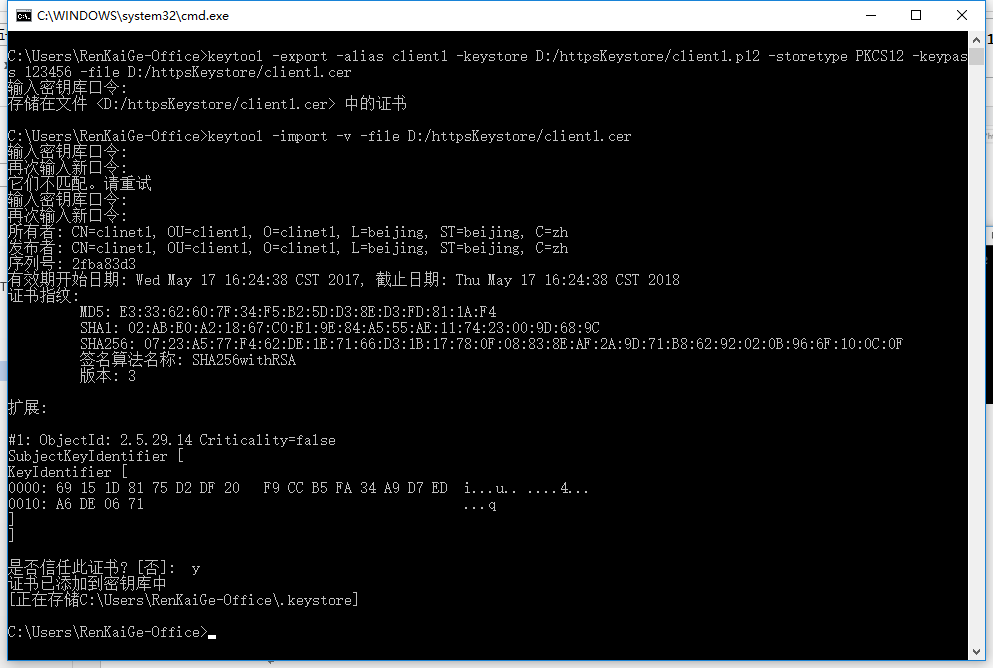 C:\WINDOWS\system32\cmd.exe
C:\Users\RenKaiGe-Office>keytool -export -alias client1 -keystore D:/httpsKeystore/client1.p12 -storetype PKCS12 -keypas
s 123456 -file D:/httpsKeystore/client1.cer
输入密钥库口令:
存储在文件 <D:/httpsKeystore/client1.cer> 中的证书
C:\Users\RenKaiGe-Office>keytool -import -v -file D:/httpsKeystore/client1.cer
输入密钥库口令:
再次输入新口令:
它们不匹配。请重试
输入密钥库口令:
再次输入新口令:
所有者: CN=clinet1, OU=client1, O=clinet1, L=beijing, ST=beijing, C=zh
发布者: CN=clinet1, OU=client1, O=clinet1, L=beijing, ST=beijing, C=zh
序列号: 2fba83d3
有效期开始日期: Wed May 17 16:24:38 CST 2017, 截止日期: Thu May 17 16:24:38 CST 2018
证书指纹:
MD5: E3:33:62:60:7F:34:F5:B2:5D:D3:8E:D3:FD:81:1A:F4
SHA1: 02:AB:E0:A2:18:67:C0:E1:9E:84:A5:55:AE:11:74:23:00:9D:68:9C
SHA256: 07:23:A5:77:F4:62:DE:1E:71:66:D3:1B:17:78:0F:08:83:8E:AF:2A:9D:71:B8:62:92:02:0B:96:6F:10:0C:0F
签名算法名称: SHA256withRSA
版本: 3
扩展:
#1: ObjectId: 2.5.29.14 Criticality=false
SubjectKeyIdentifier [
KeyIdentifier [
0000: 69 15 1D 81 75 D2 DF 20   F9 CC B5 FA 34 A9 D7 ED  i...u.. ....4...
0010: A6 DE 06 71                                        ...q
]
]
是否信任此证书? [否]:  y
证书已添加到密钥库中
[正在存储C:\Users\RenKaiGe-Office\.keystore]
C:\Users\RenKaiGe-Office>